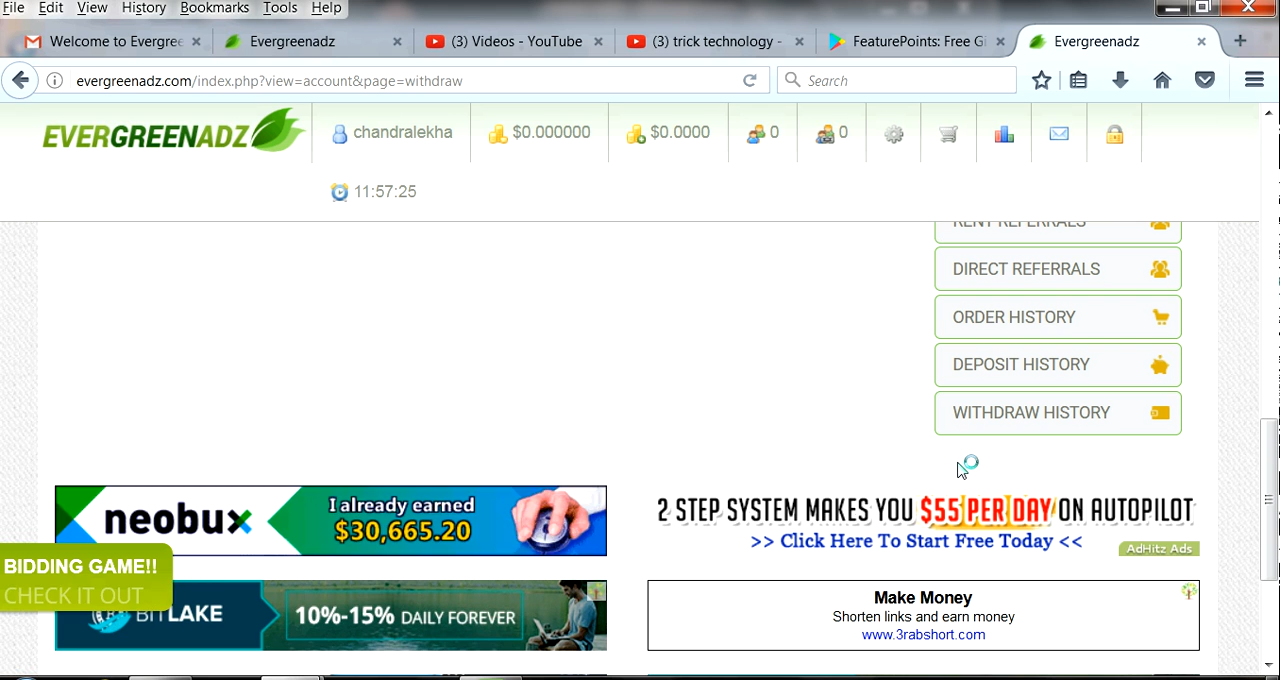 File Edit View History Bookmarks Tools Help
Welcome to Evergree
Evergreenadz
(3) Videos - YouTube
(3) trick technology -
FeaturePoints: Free Gi
Evergreenadz
evergreenadz.com/index.php?view=account&page=withdraw
Search
EVERGREENADZ
chandralekha
$0.000000
$0.0000
0
0
11:57:25
RENT REFERRALS
DIRECT REFERRALS
ORDER HISTORY
DEPOSIT HISTORY
WITHDRAW HISTORY
neobux
I already earned
$30,665.20
2 STEP SYSTEM MAKES YOU $55 PER DAY ON AUTOPILOT
>> Click Here To Start Free Today <<
AdHitz Ads
BIDDING GAME!!
CHECK IT OUT
BITLAKE
10%-15% DAILY FOREVER
Make Money
Shorten links and earn money
www.3rabshort.com